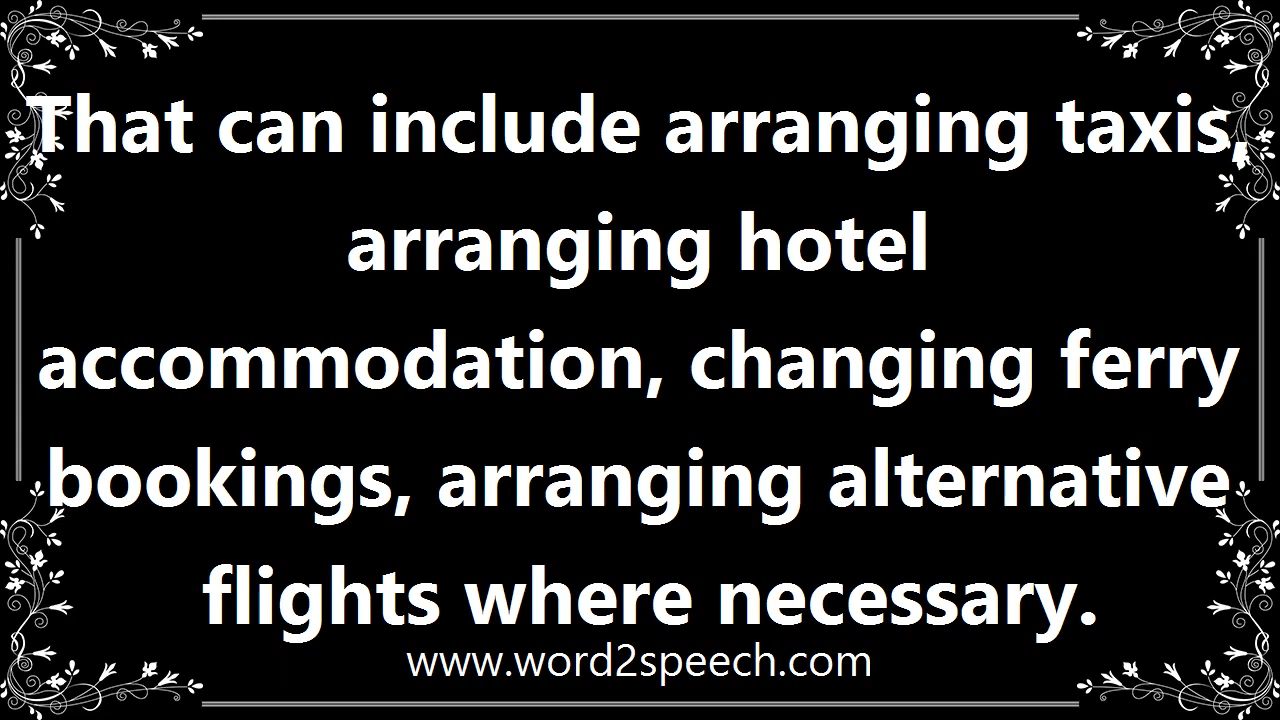 That can include arranging taxis,
arranging hotel
accommodation, changing ferry
bookings, arranging alternative
flights where necessary.
www.word2speech.com